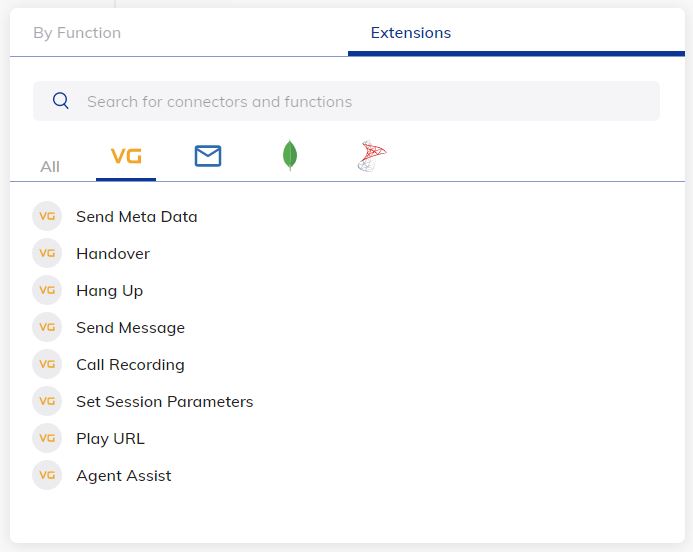 By Function
Extensions
Search for connectors and functions
All
VG
VG Send Meta Data
VG Handover
VG Hang Up
VG Send Message
VG Call Recording
VG Set Session Parameters
VG Play URL
VG Agent Assist